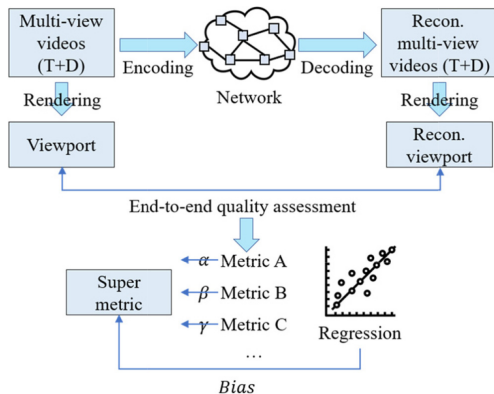 Multi-view
videos
(T+D)
Encoding
Network
Decoding
Recon.
multi-view
videos (T+D)
Rendering
Rendering
Viewport
Recon.
viewport
End-to-end quality assessment
α Metric A
β Metric B
γ Metric C
...
Super
metric
Regression
Bias